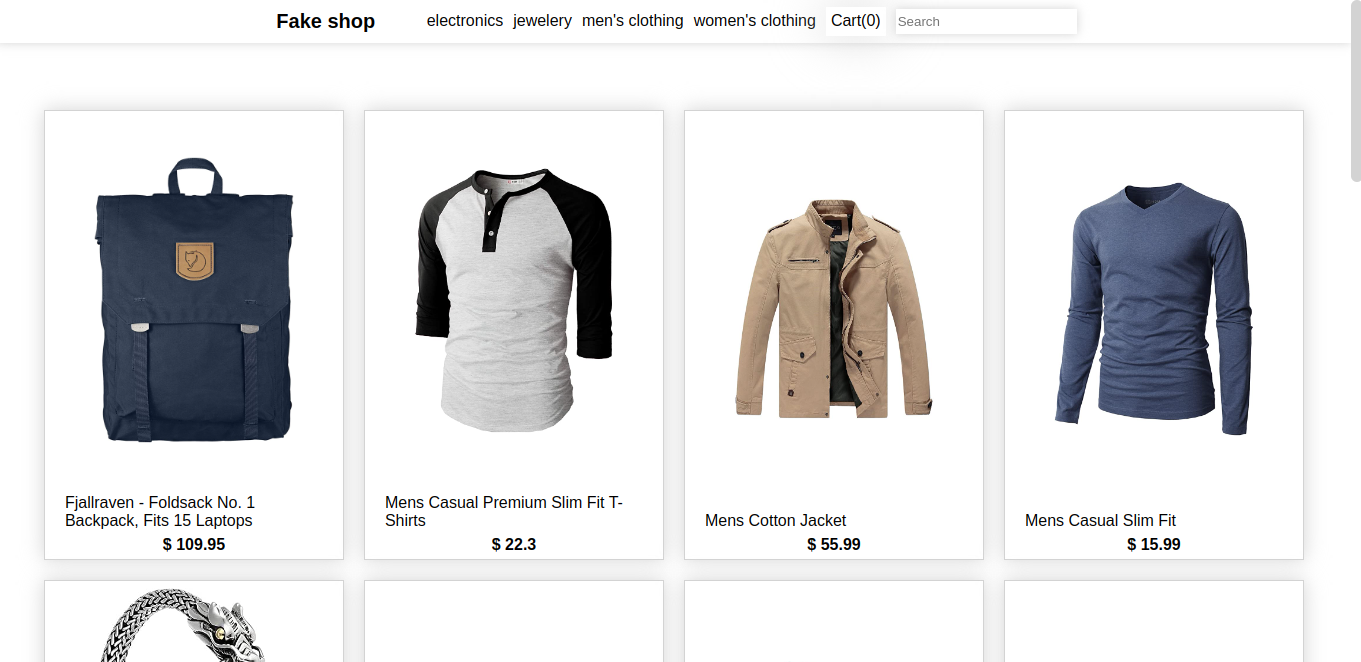 Fake shop electronics jewelery men's clothing women's clothing Cart(0) Search
Fjallraven - Foldsack No. 1
Backpack, Fits 15 Laptops
$ 109.95
Mens Casual Premium Slim Fit T-
Shirts
$ 22.3
Mens Cotton Jacket
$ 55.99
Mens Casual Slim Fit
$ 15.99